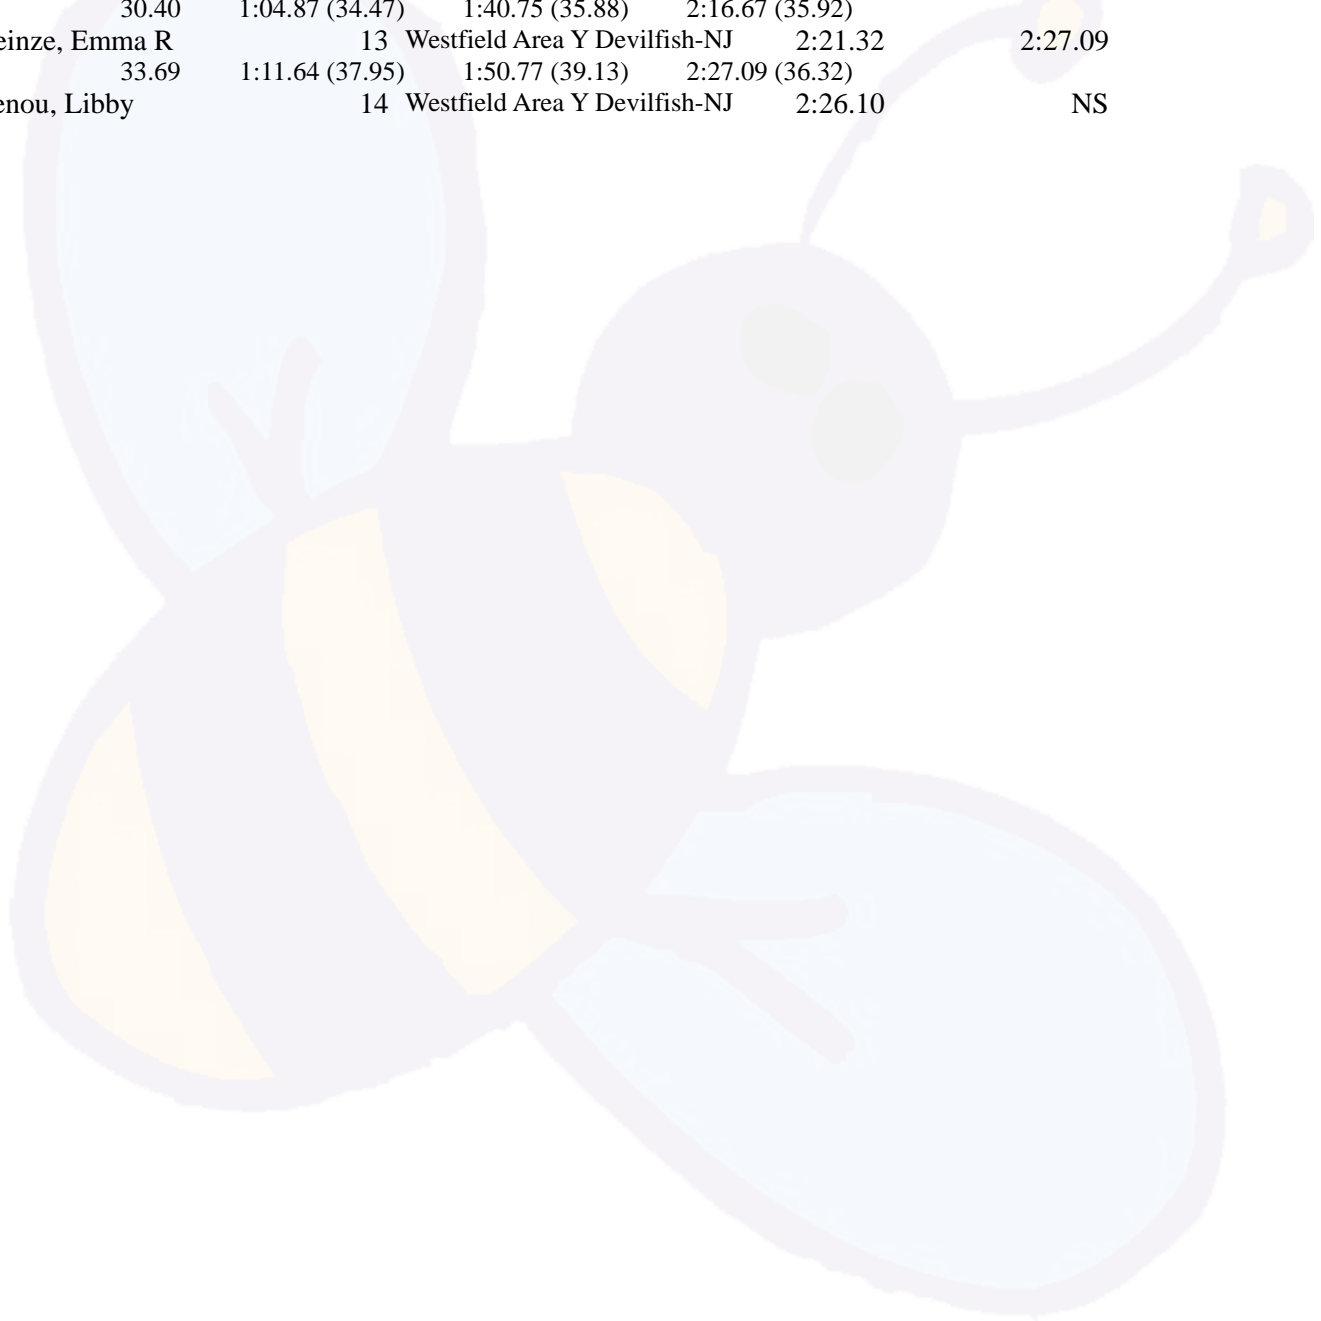 30.40 1:04.87 (34.47) 1:40.75 (35.88) 2:16.67 (35.92)
einze, Emma R 13 Westfield Area Y Devilfish-NJ 2:21.32 2:27.09
33.69 1:11.64 (37.95) 1:50.77 (39.13) 2:27.09 (36.32)
enou, Libby 14 Westfield Area Y Devilfish-NJ 2:26.10 NS